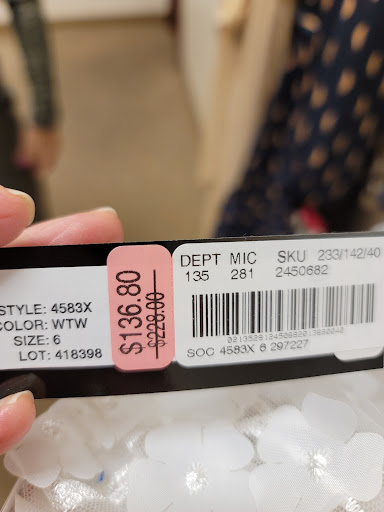 STYLE: 4583X
COLOR: WTW
SIZE: 6
LOT: 418398
$136.80
$228.00
DEPT MIC SKU 233/142/40
135 281 2450682
SOC 4583X 6 297227